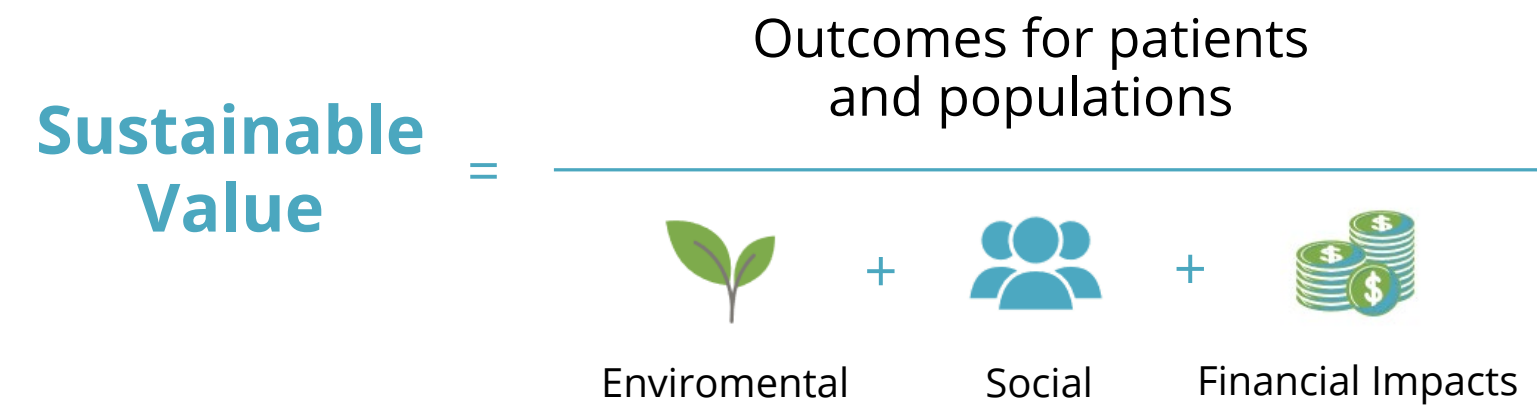 Outcomes for patients
and populations
Sustainable
Value
=
+
+
$
$
$
Enviromental
Social
Financial Impacts